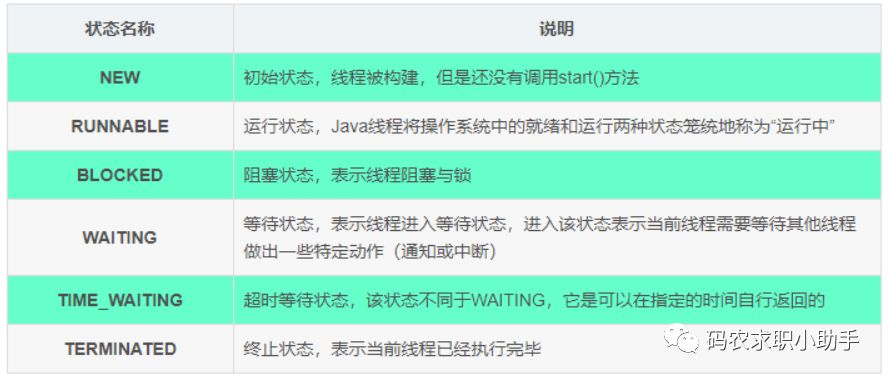 状态名称 说明
NEW 初始状态，线程被构建，但是还没有调用start()方法
RUNNABLE 运行状态，Java线程将操作系统中的就绪和运行两种状态笼统地称为“运行中”
BLOCKED 阻塞状态，表示线程阻塞与锁
WAITING 等待状态，表示线程进入等待状态，进入该状态表示当前线程需要等待其他线程
做出一些特定动作（通知或中断）
TIME_WAITING 超时等待状态，该状态不同于WAITING，它是可以在指定的时间自行返回的
TERMINATED 终止状态，表示当前线程已经执行完毕
码农求职小助手